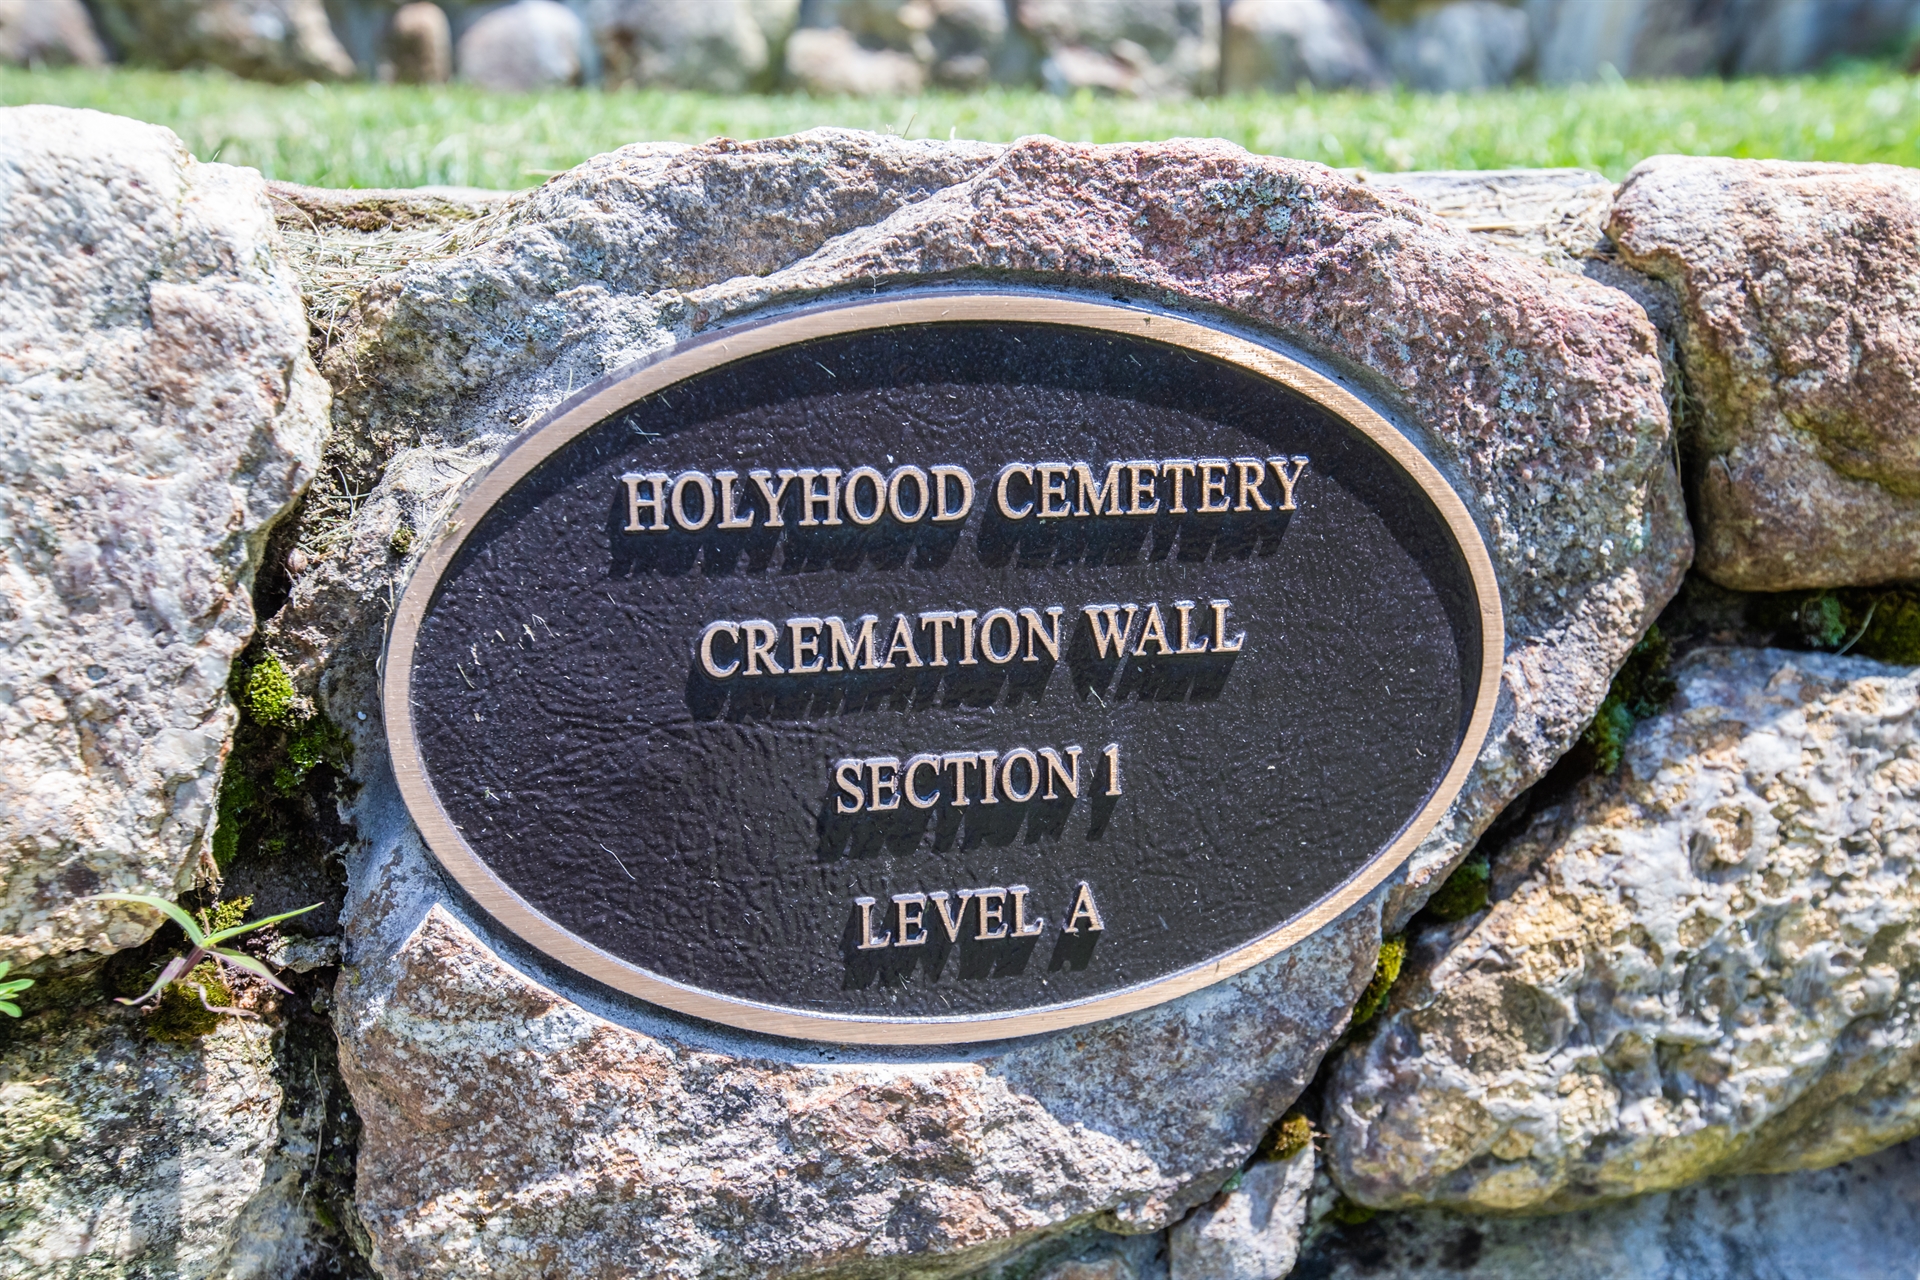 HOLYHOOD CEMETERY
CREMATION WALL
SECTION 1
LEVEL A